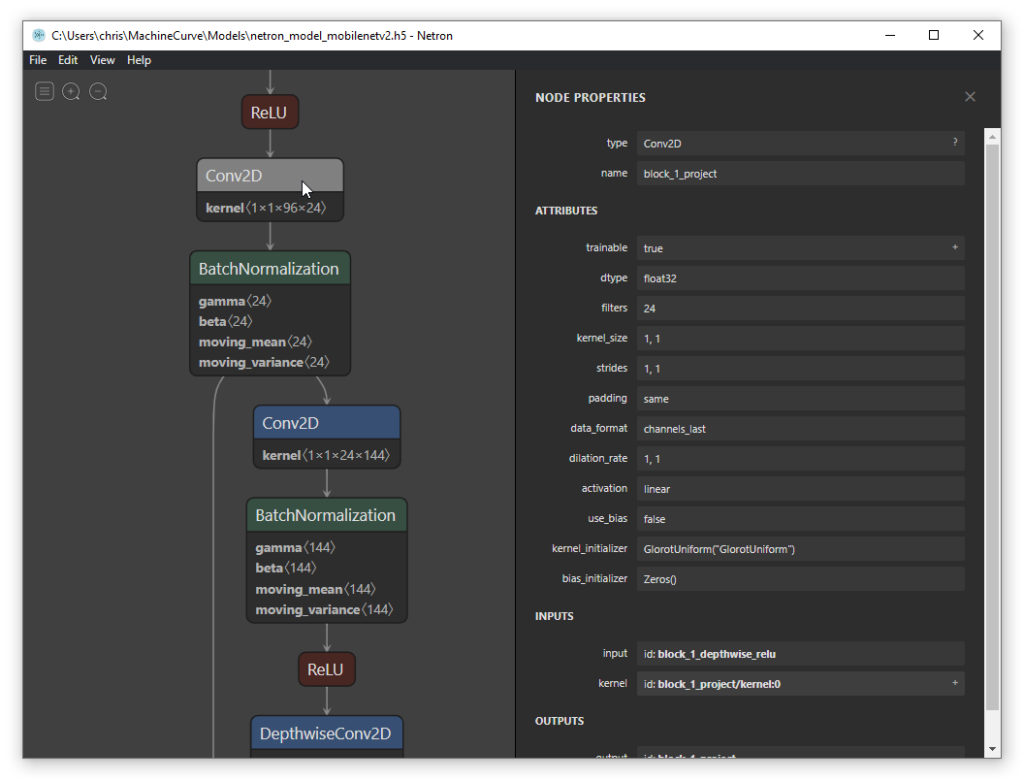 C:\Users\chris\MachineCurve\Models\netron_model_mobilenetv2.h5 - Netron
File Edit View Help
ReLU
Conv2D
kernel〈1×1×96×24〉
BatchNormalization
gamma〈24〉
beta〈24〉
moving_mean〈24〉
moving_variance〈24〉
Conv2D
kernel〈1×1×24×144〉
BatchNormalization
gamma〈144〉
beta〈144〉
moving_mean〈144〉
moving_variance〈144〉
ReLU
DepthwiseConv2D
NODE PROPERTIES
type Conv2D ?
name block_1_project
ATTRIBUTES
trainable true +
dtype float32
filters 24
kernel_size 1, 1
strides 1, 1
padding same
data_format channels_last
dilation_rate 1, 1
activation linear
use_bias false
kernel_initializer GlorotUniform("GlorotUniform")
bias_initializer Zeros()
INPUTS
input id: block_1_depthwise_relu
kernel id: block_1_project/kernel:0 +
OUTPUTS
output id: block_1_project